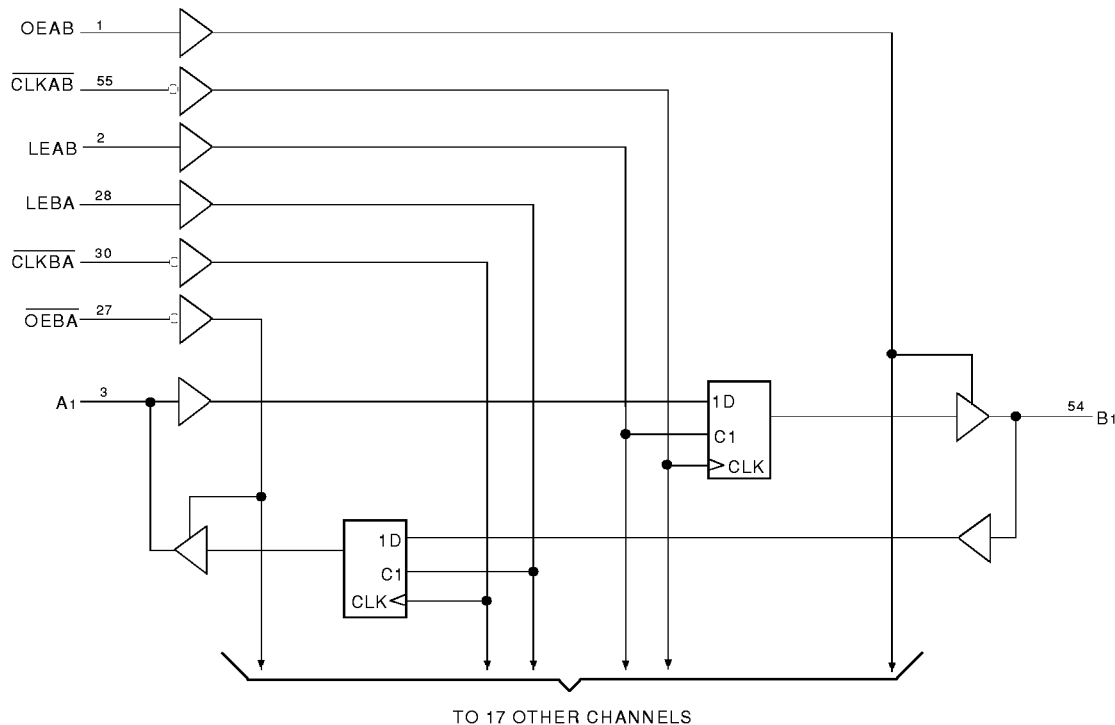 OEAB 1
CLKAB 55
LEAB 2
LEBA 28
CLKBA 30
OEBA 27
A1 3
1D
C1
CLK
54 B1
1D
C1
CLK
TO 17 OTHER CHANNELS